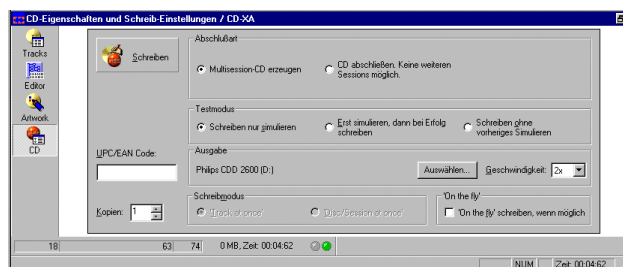 CD-Eigenschaften und Schreib-Einstellungen / CD-XA
Tracks
Editor
Artwork
CD
Schreiben
Abschlußart
Multisession-CD erzeugen
CD abschließen. Keine weiteren
Sessions möglich.
Testmodus
Schreiben nur simulieren
Erst simulieren, dann bei Erfolg
schreiben
Schreiben ohne
vorheriges Simulieren
UPC/EAN Code:
Ausgabe
Philips CDD 2600 (D:)
Auswählen...
Geschwindigkeit:
2x
Kopien:
1
Schreibmodus
'Track at once'
'Disc/Session at once'
'On the fly'
'On the fly' schreiben, wenn möglich
18
63
74
0 MB, Zeit: 00:04:62
NUM
Zeit: 00:04:62